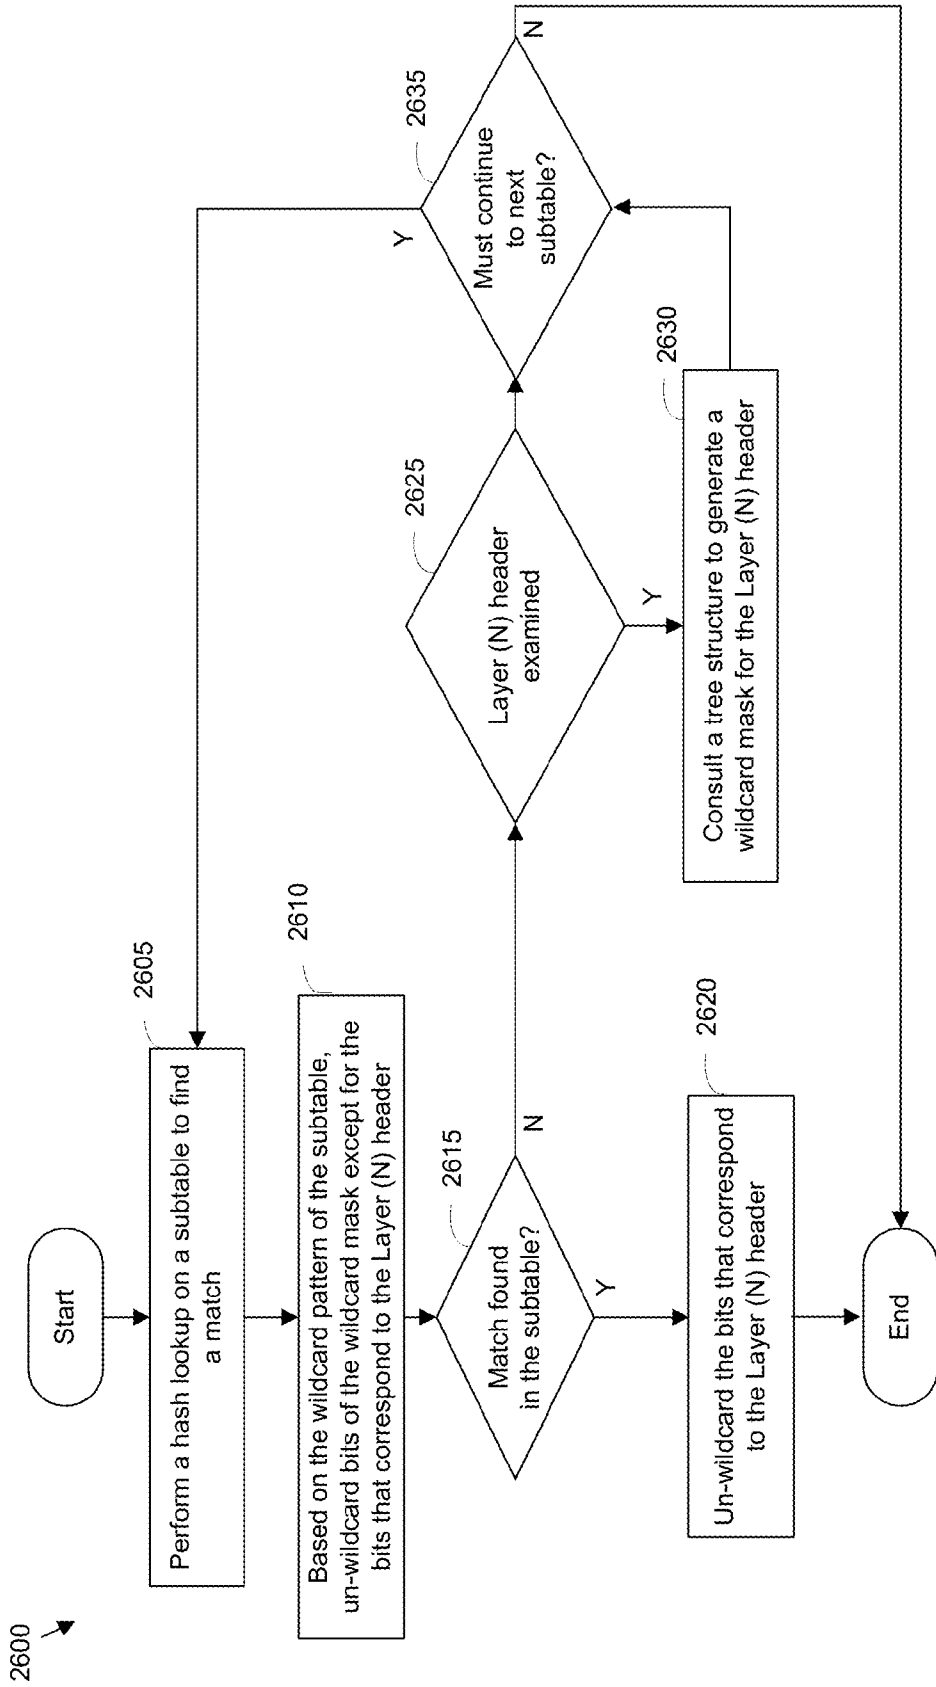 2600
Start
2605
Perform a hash lookup on a subtable to find
a match
2610
Based on the wildcard pattern of the subtable,
un-wildcard bits of the wildcard mask except for the
bits that correspond to the Layer (N) header
2615
Match found
in the subtable?
N
Y
2620
Un-wildcard the bits that correspond
to the Layer (N) header
End
2625
Layer (N) header
examined
Y
2630
Consult a tree structure to generate a
wildcard mask for the Layer (N) header
2635
Must continue
to next
subtable?
Y
N